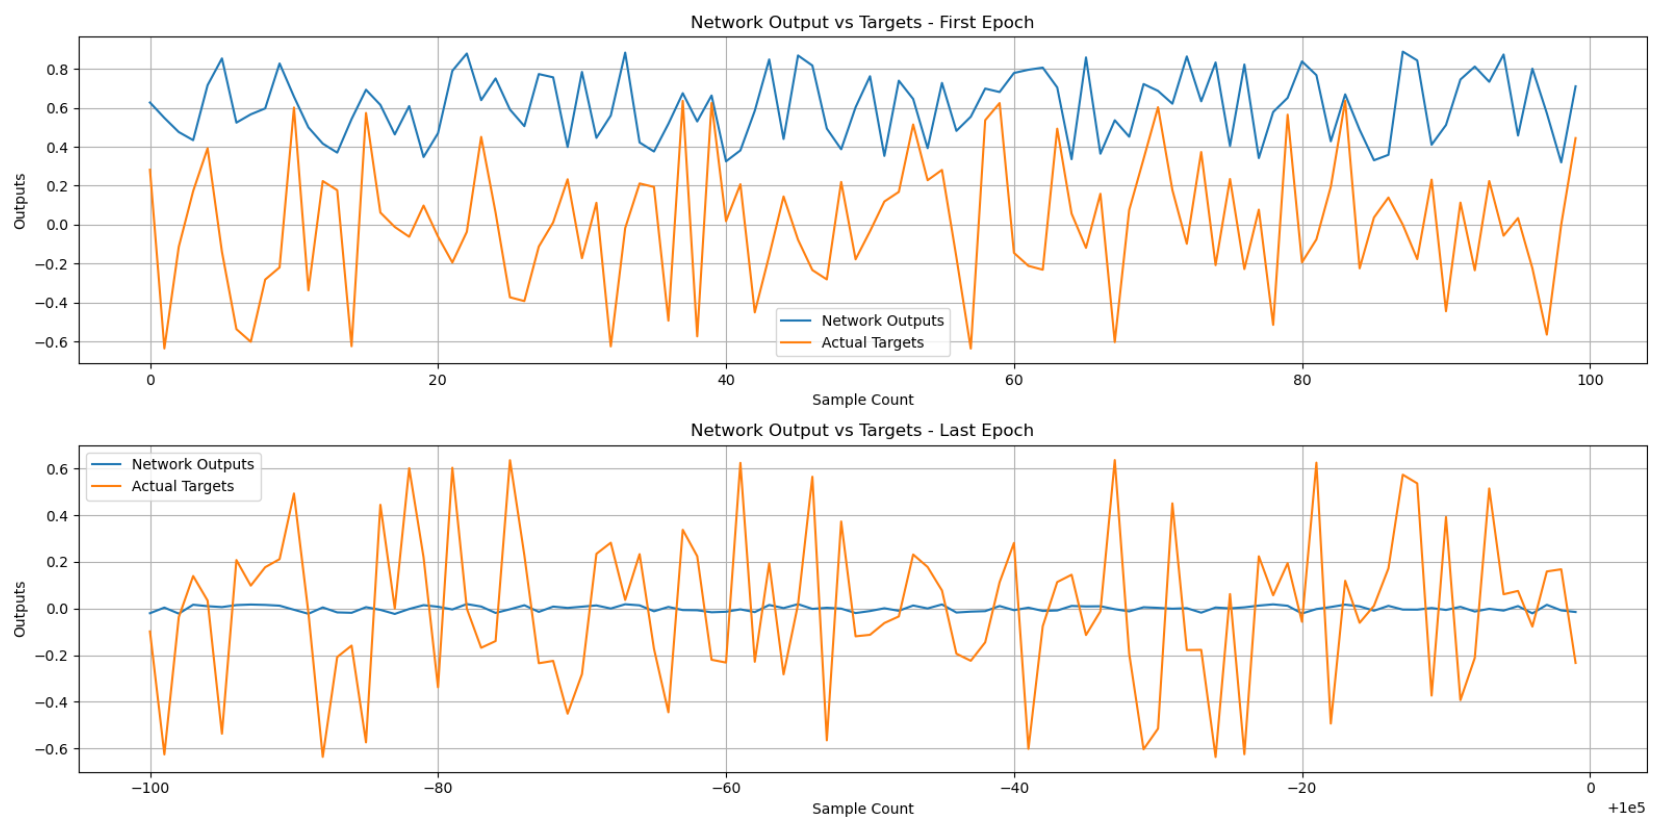 Network Output vs Targets - First Epoch
Outputs
0.8
0.6
0.4
0.2
0.0
−0.2
−0.4
−0.6
Network Outputs
Actual Targets
0 20 40 60 80 100
Sample Count
Network Output vs Targets - Last Epoch
Network Outputs
Actual Targets
Outputs
0.6
0.4
0.2
0.0
−0.2
−0.4
−0.6
−100 −80 −60 −40 −20 0
Sample Count
+1e5